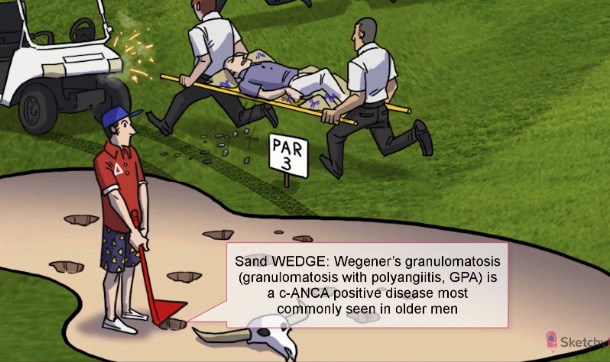 PAR
3
Sand WEDGE: Wegener's granulomatosis
(granulomatosis with polyangiitis, GPA) is
a c-ANCA positive disease most
commonly seen in older men